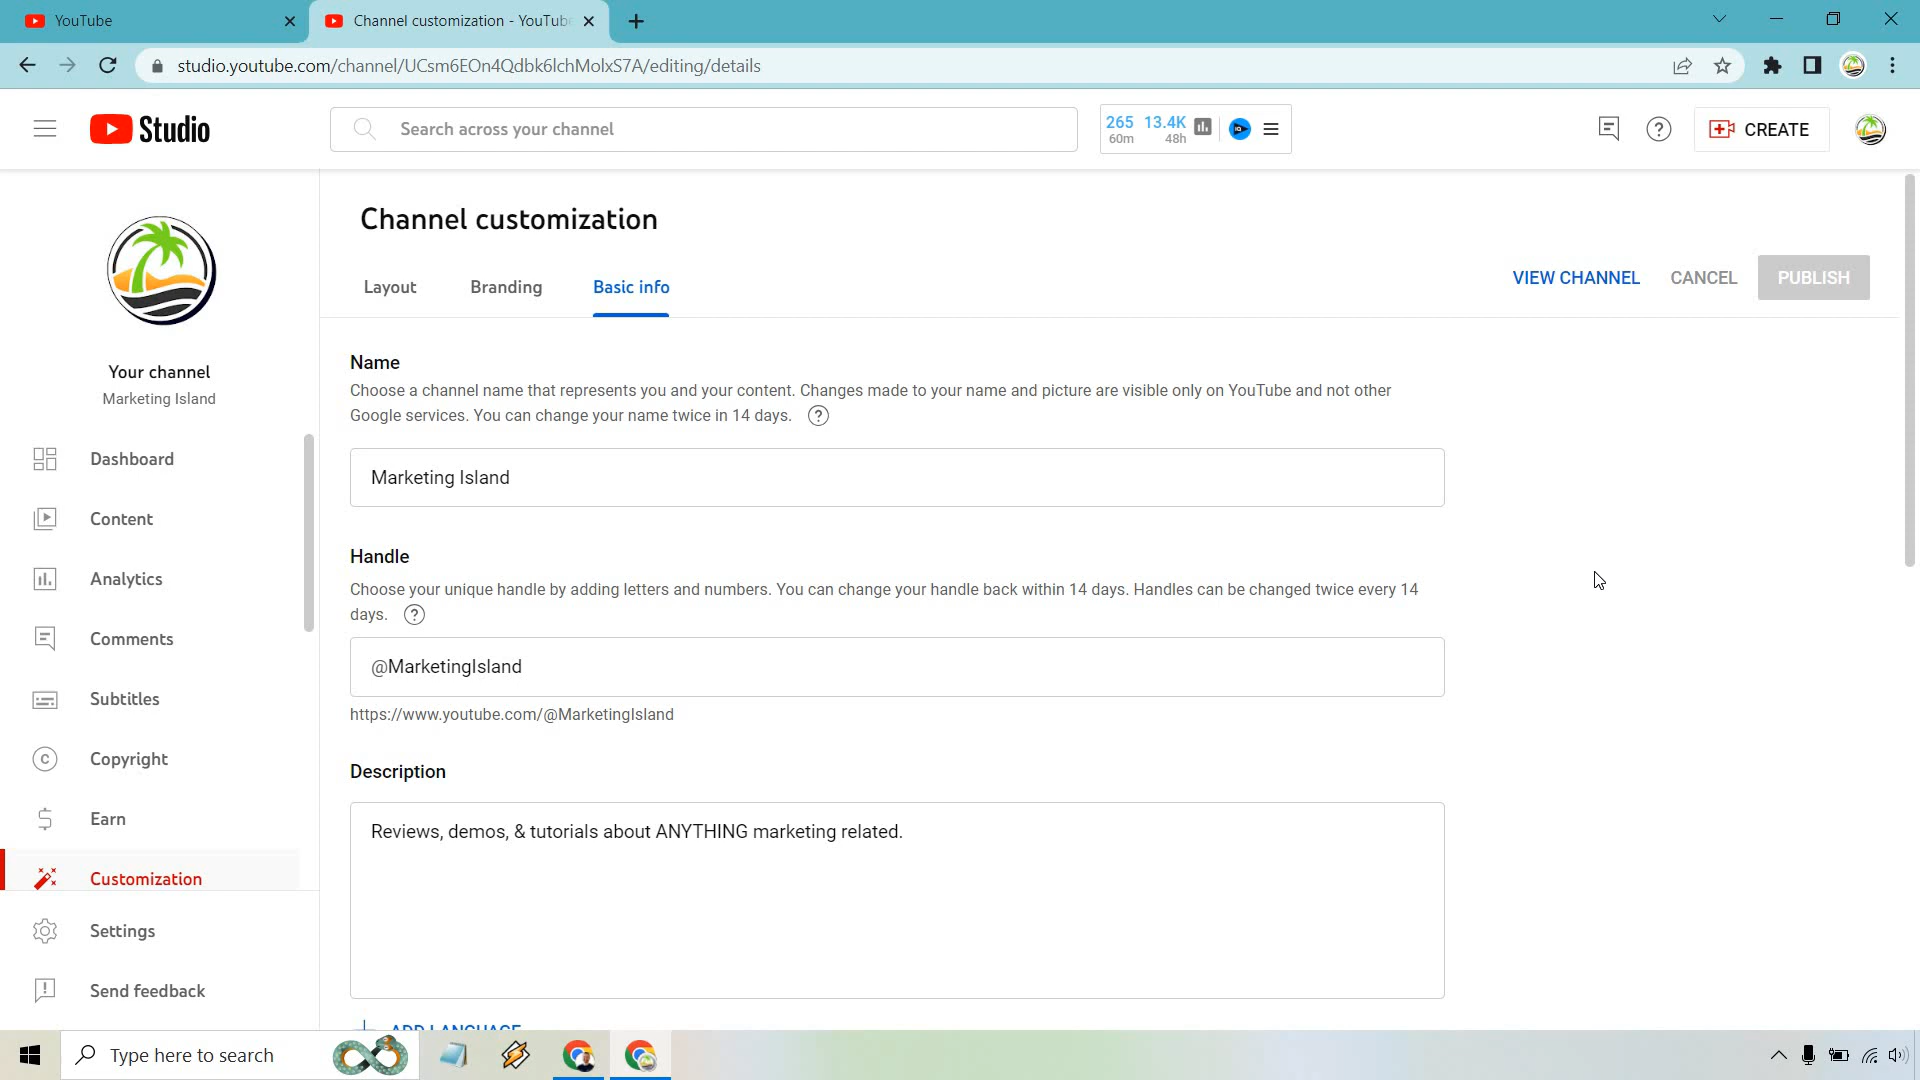 YouTube
Channel customization - YouTube
studio.youtube.com/channel/UCsm6EOn4Qdbk6lchMolxS7A/editing/details
Studio
Search across your channel
265 13.4K
60m 48h
CREATE
Channel customization
Layout Branding Basic info
VIEW CHANNEL CANCEL PUBLISH
Your channel
Marketing Island
Dashboard
Content
Analytics
Comments
Subtitles
Copyright
Earn
Customization
Settings
Send feedback
Name
Choose a channel name that represents you and your content. Changes made to your name and picture are visible only on YouTube and not other
Google services. You can change your name twice in 14 days.
Marketing Island
Handle
Choose your unique handle by adding letters and numbers. You can change your handle back within 14 days. Handles can be changed twice every 14
days.
@MarketingIsland
https://www.youtube.com/@MarketingIsland
Description
Reviews, demos, & tutorials about ANYTHING marketing related.
ADD LANGUAGE
Type here to search